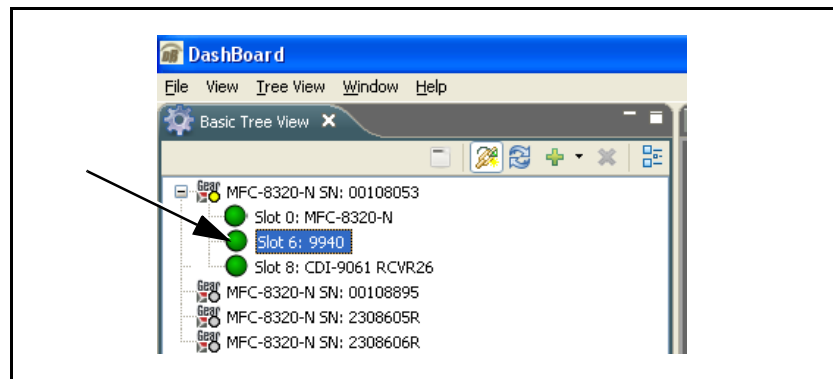 DashBoard
File View Tree View Window Help
Basic Tree View
MFC-8320-N SN: 00108053
Slot 0: MFC-8320-N
Slot 6: 9940
Slot 8: CDI-9061 RCVR26
MFC-8320-N SN: 00108895
MFC-8320-N SN: 2308605R
MFC-8320-N SN: 2308606R